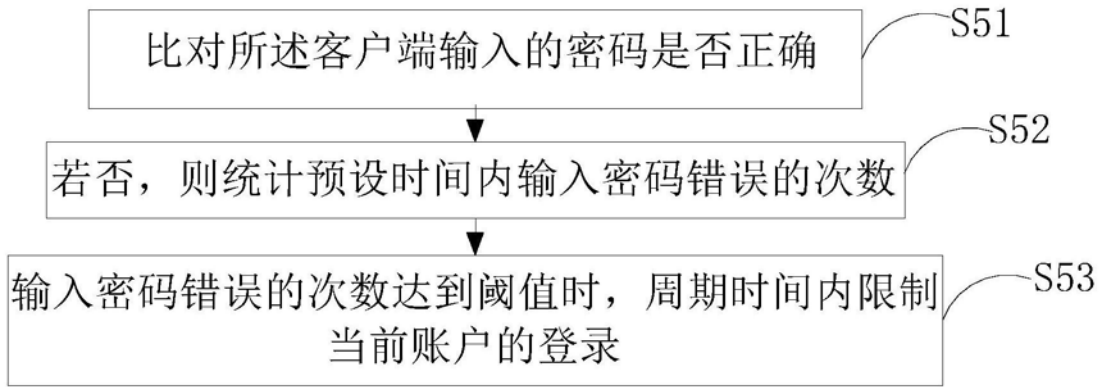 比对所述客户端输入的密码是否正确
S51
若否，则统计预设时间内输入密码错误的次数
S52
输入密码错误的次数达到阈值时，周期时间内限制
当前账户的登录
S53